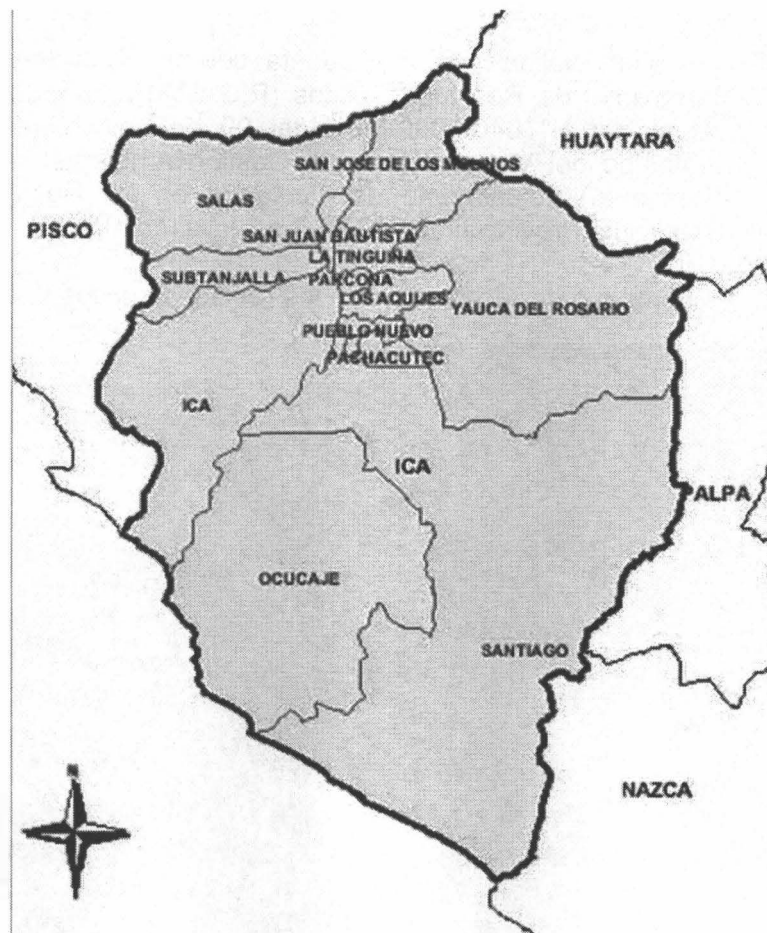 HUAYTARA
SAN JOSE DE LOS MOLINOS
SALAS
PISCO
SAN JUAN BAUTISTA
LA TINGUIÑA
SUBTANJALLA
PARCONA
LOS AQUIJES
YAUCA DEL ROSARIO
PUEBLO NUEVO
PACHACUTEC
ICA
ICA
PALPA
OCUCAJE
SANTIAGO
N
NAZCA